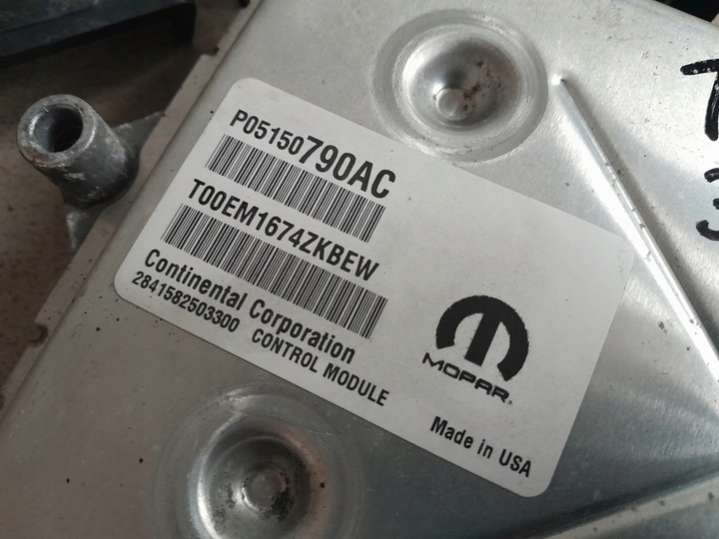 P05150790AC
T00EM1674ZKBEW
Continental Corporation
2841582503300 CONTROL MODULE
MOPAR
Made in USA